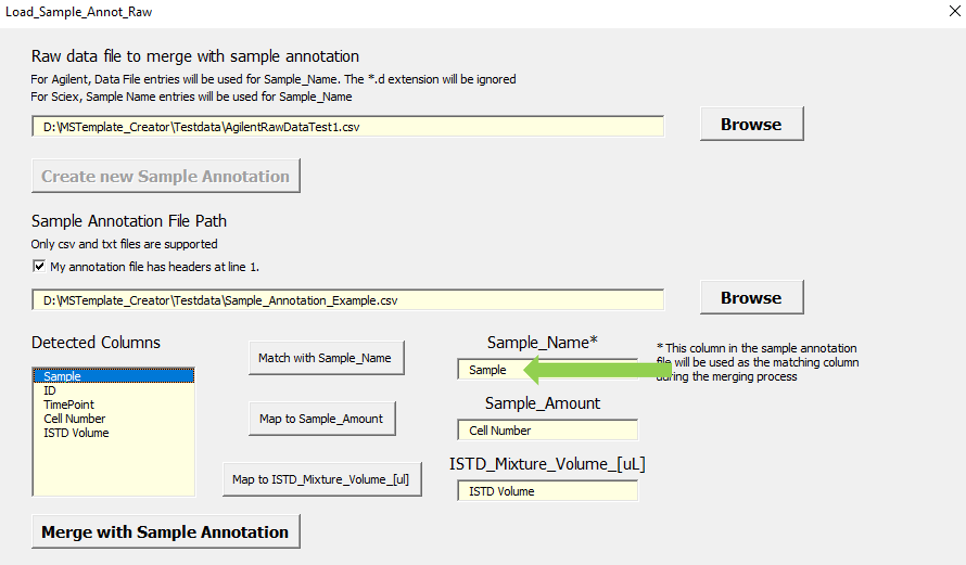 Load_Sample_Annot_Raw
Raw data file to merge with sample annotation
For Agilent, Data File entries will be used for Sample_Name. The *.d extension will be ignored
For Sciex, Sample Name entries will be used for Sample_Name
D:\MSTemplate_Creator\Testdata\AgilentRawDataTest1.csv
Browse
Create new Sample Annotation
Sample Annotation File Path
Only csv and txt files are supported
My annotation file has headers at line 1.
D:\MSTemplate_Creator\Testdata\Sample_Annotation_Example.csv
Browse
Detected Columns
Sample
ID
TimePoint
Cell Number
ISTD Volume
Match with Sample_Name
Map to Sample_Amount
Map to ISTD_Mixture_Volume_[ul]
Sample_Name*
Sample
* This column in the sample annotation
file will be used as the matching column
during the merging process
Sample_Amount
Cell Number
ISTD_Mixture_Volume_[uL]
ISTD Volume
Merge with Sample Annotation